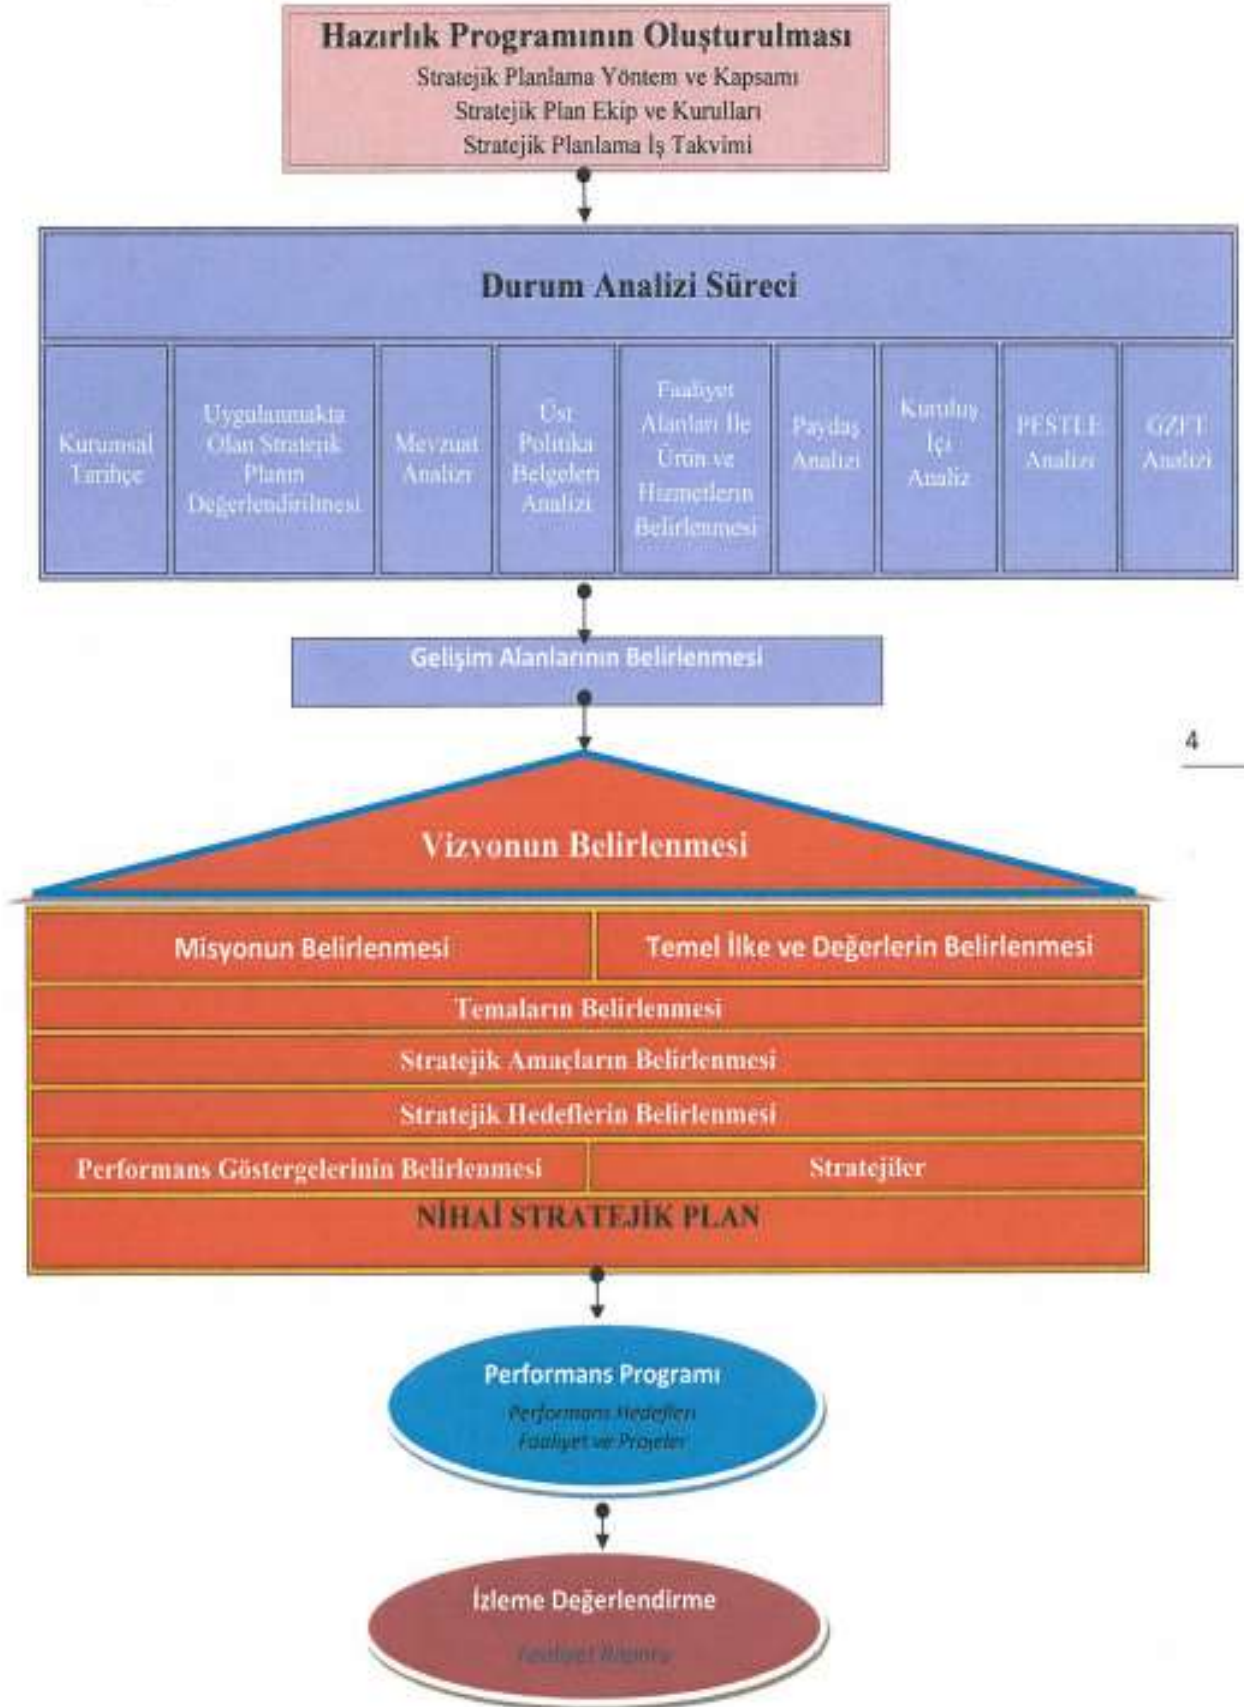 Hazırlık Programının Oluşturulması
Stratejik Planlama Yöntem ve Kapsamı
Stratejik Plan Ekip ve Kurulları
Stratejik Planlama İş Takvimi
Durum Analizi Süreci
Kurumsal
Tarihçe
Uygulanmakta
Olan Stratejik
Planın
Değerlendirilmesi
Mevzuat
Analizi
Üst
Politika
Belgeleri
Analizi
Faaliyet
Alanları İle
Ürün ve
Hizmetlerin
Belirlenmesi
Paydaş
Analizi
Kuruluş
İçi
Analiz
PESTLE
Analizi
GZFT
Analizi
Gelişim Alanlarının Belirlenmesi
4
Vizyonun Belirlenmesi
Misyonun Belirlenmesi
Temel İlke ve Değerlerin Belirlenmesi
Temaların Belirlenmesi
Stratejik Amaçların Belirlenmesi
Stratejik Hedeflerin Belirlenmesi
Performans Göstergelerinin Belirlenmesi
Stratejiler
NİHAİ STRATEJİK PLAN
Performans Programı
Performans Hedefleri
Faaliyet ve Projeler
İzleme Değerlendirme
Faaliyet Raporu